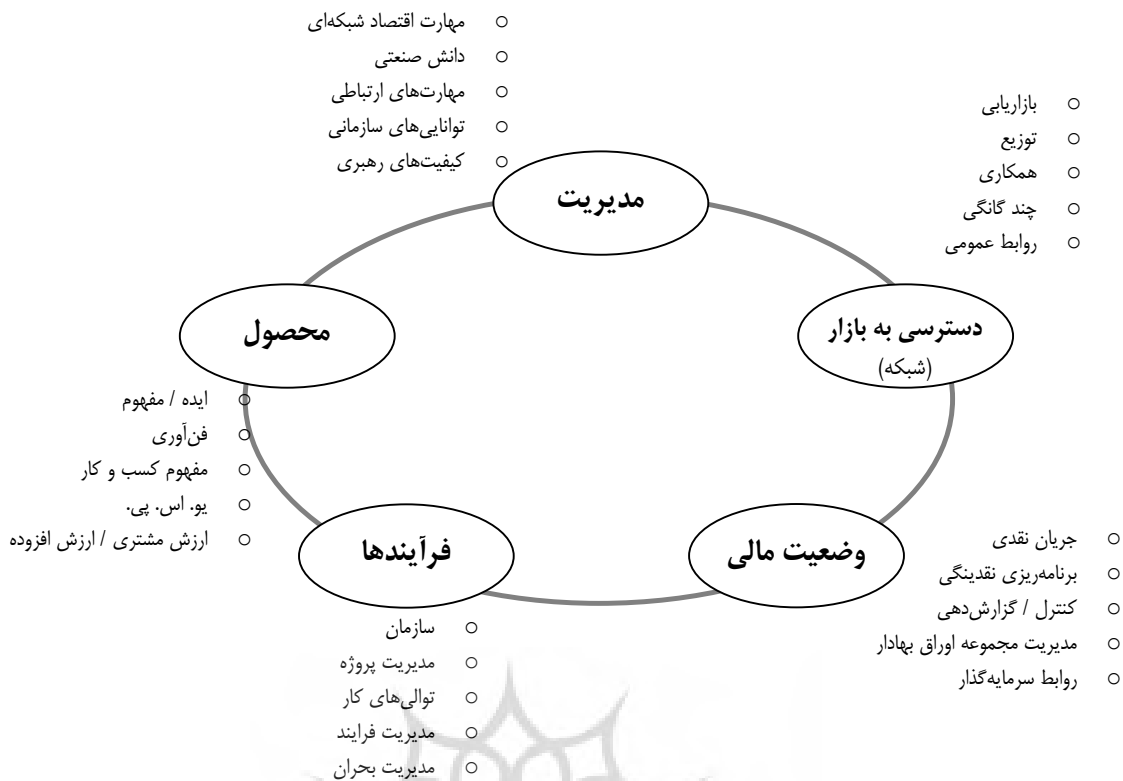 مهارت اقتصاد شبکه‌ای
دانش صنعتی
مهارت‌های ارتباطی
توانایی‌های سازمانی
کیفیت‌های رهبری
مدیریت
بازاریابی
توزیع
همکاری
چند گانگی
روابط عمومی
دسترسی به بازار
(شبکه)
جریان نقدی
برنامه‌ریزی نقدینگی
کنترل / گزارش‌دهی
مدیریت مجموعه اوراق بهادار
روابط سرمایه‌گذار
وضعیت مالی
فرآیندها
سازمان
مدیریت پروژه
توالی‌های کار
مدیریت فرایند
مدیریت بحران
محصول
ایده / مفهوم
فن‌آوری
مفهوم کسب و کار
یو. اس. پی.
ارزش مشتری / ارزش افزوده